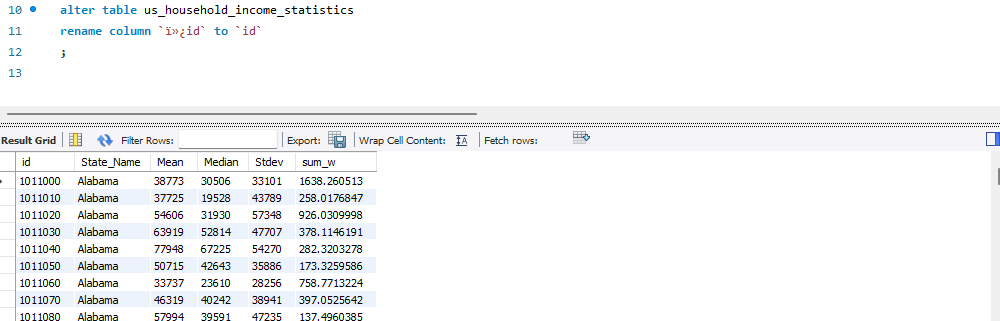 10 alter table us_household_income_statistics
11 rename column `ï»¿id` to `id`
12 ;
13
Result Grid Filter Rows: Export: Wrap Cell Content: Fetch rows:
id State_Name Mean Median Stdev sum_w
1011000 Alabama 38773 30506 33101 1638.260513
1011010 Alabama 37725 19528 43789 258.0176847
1011020 Alabama 54606 31930 57348 926.0309998
1011030 Alabama 63919 52814 47707 378.1146191
1011040 Alabama 77948 67225 54270 282.3203278
1011050 Alabama 50715 42643 35886 173.3259586
1011060 Alabama 33737 23610 28256 758.7713224
1011070 Alabama 46319 40242 38941 397.0525642
1011080 Alabama 57994 39591 47235 137.4960385